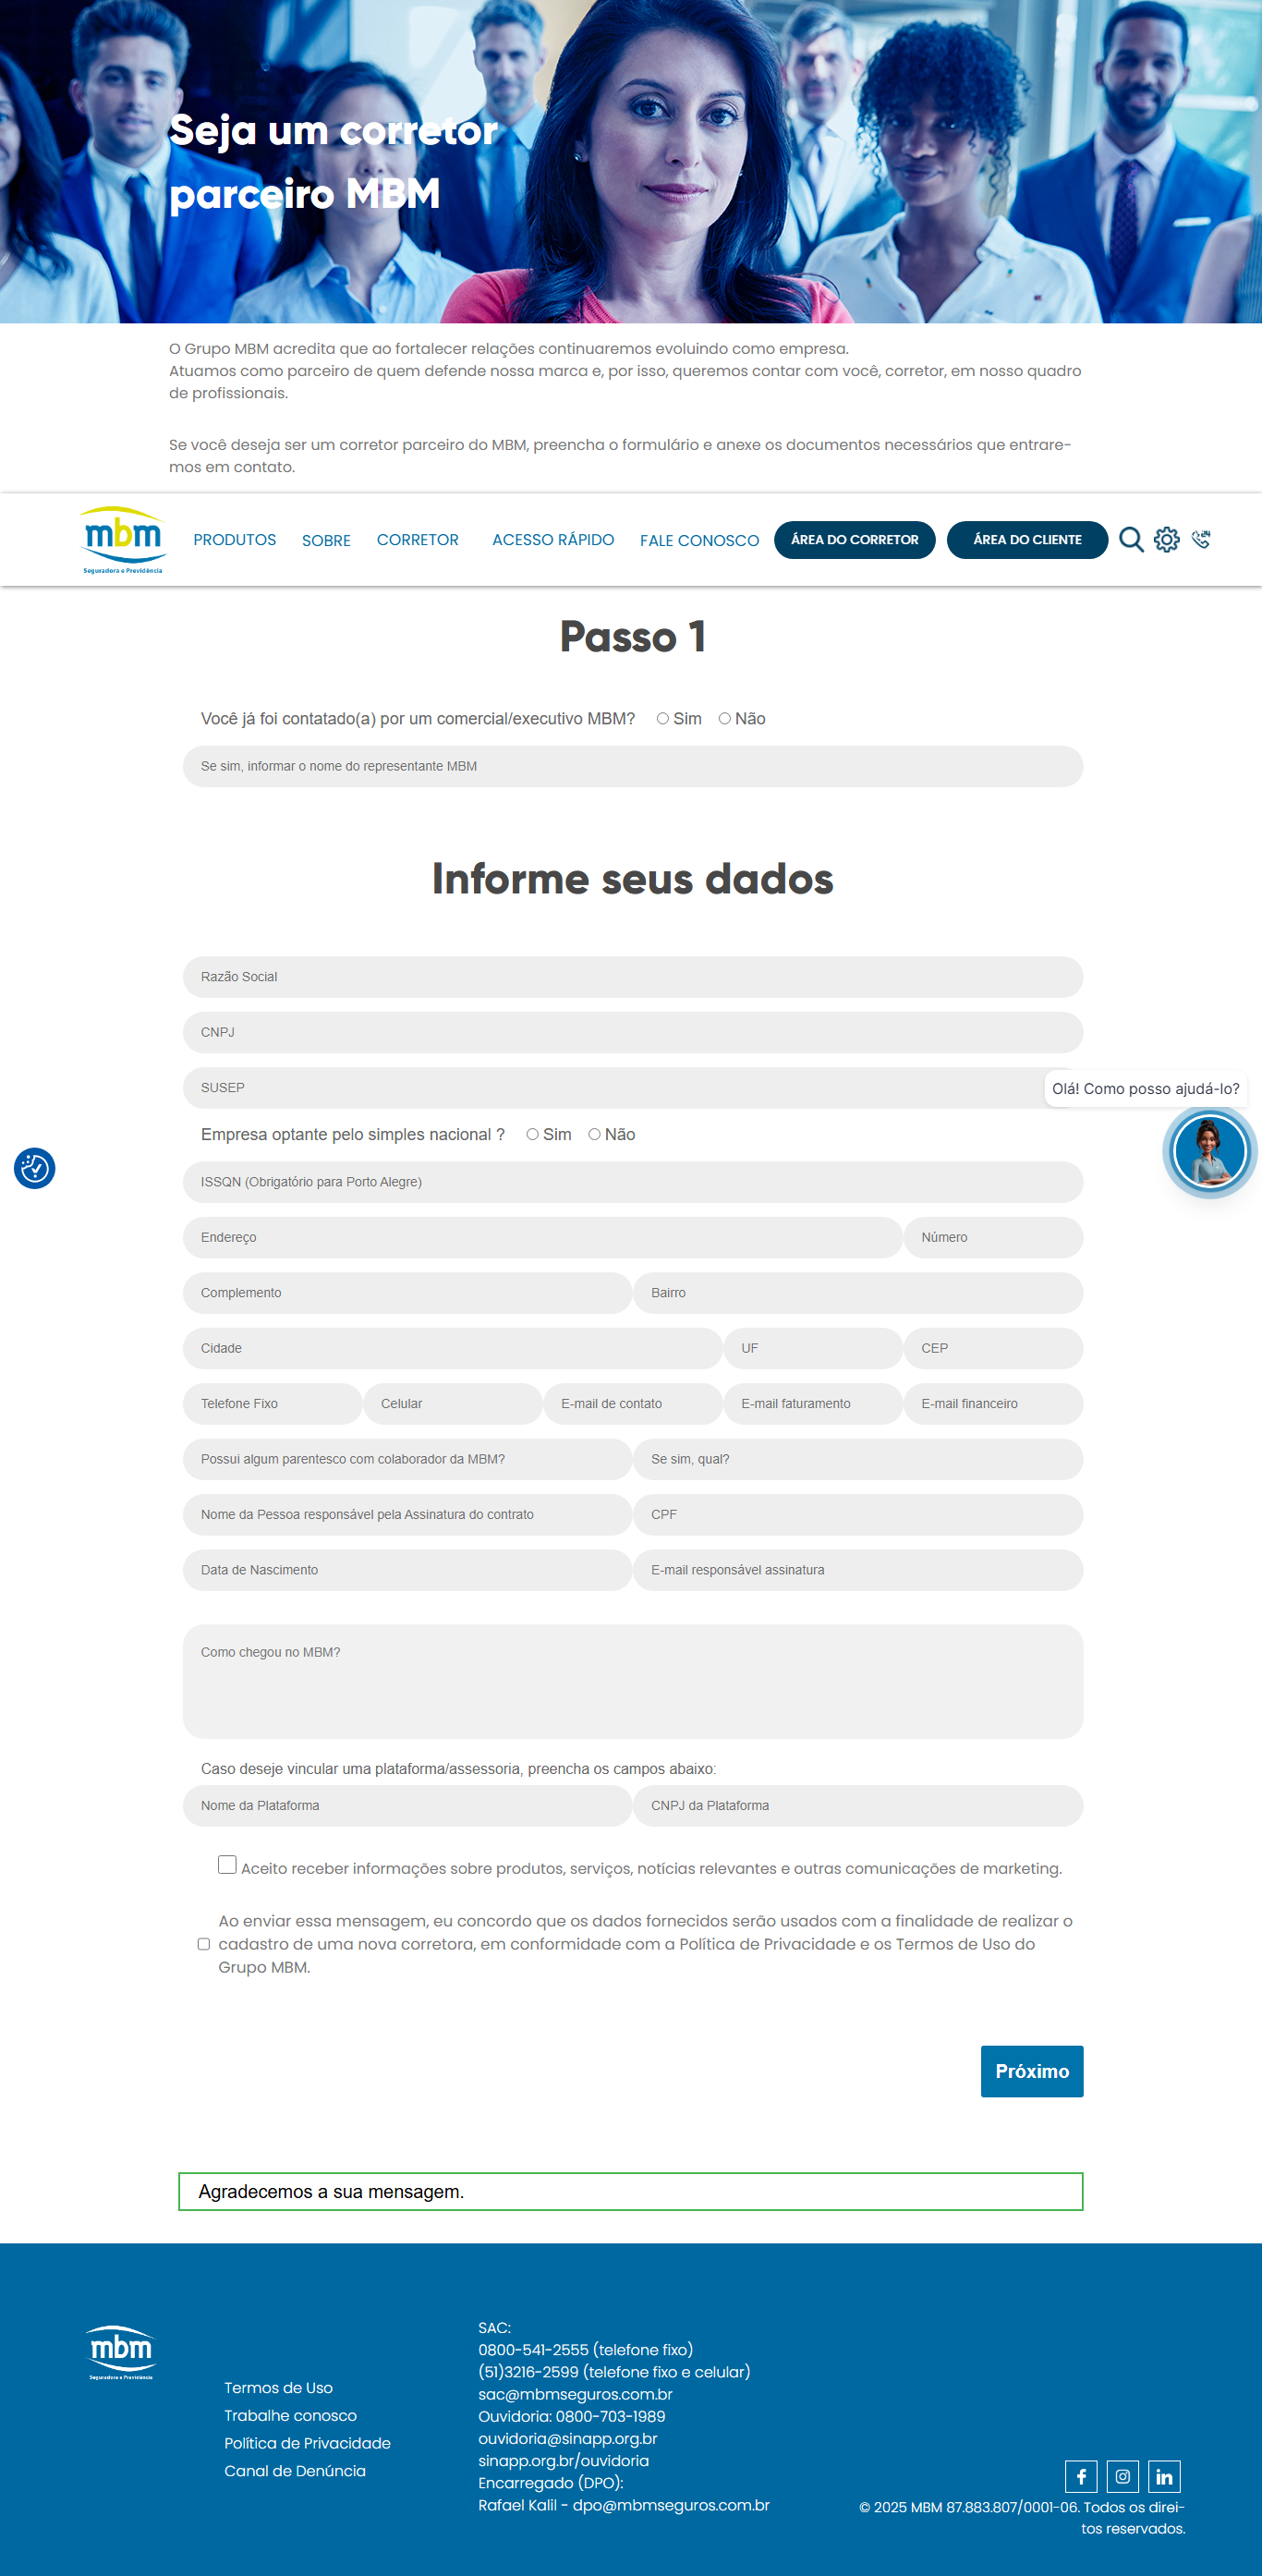 Seja um corretor
parceiro MBM
O Grupo MBM acredita que ao fortalecer relações continuaremos evoluindo como empresa.
Atuamos como parceiro de quem defende nossa marca e, por isso, queremos contar com você, corretor, em nosso quadro
de profissionais.
Se você deseja ser um corretor parceiro do MBM, preencha o formulário e anexe os documentos necessários que entrare-
mos em contato.
mbm
Seguradora e Previdência
PRODUTOS SOBRE CORRETOR ACESSO RÁPIDO FALE CONOSCO ÁREA DO CORRETOR ÁREA DO CLIENTE
Passo 1
Você já foi contatado(a) por um comercial/executivo MBM? Sim Não
Se sim, informar o nome do representante MBM
Informe seus dados
Razão Social
CNPJ
SUSEP
Olá! Como posso ajudá-lo?
Empresa optante pelo simples nacional ? Sim Não
ISSQN (Obrigatório para Porto Alegre)
Endereço Número
Complemento Bairro
Cidade UF CEP
Telefone Fixo Celular E-mail de contato E-mail faturamento E-mail financeiro
Possui algum parentesco com colaborador da MBM? Se sim, qual?
Nome da Pessoa responsável pela Assinatura do contrato CPF
Data de Nascimento E-mail responsável assinatura
Como chegou no MBM?
Caso deseje vincular uma plataforma/assessoria, preencha os campos abaixo:
Nome da Plataforma CNPJ da Plataforma
Aceito receber informações sobre produtos, serviços, notícias relevantes e outras comunicações de marketing.
Ao enviar essa mensagem, eu concordo que os dados fornecidos serão usados com a finalidade de realizar o
cadastro de uma nova corretora, em conformidade com a Política de Privacidade e os Termos de Uso do
Grupo MBM.
Próximo
Agradecemos a sua mensagem.
mbm
Seguradora e Previdência
Termos de Uso
Trabalhe conosco
Política de Privacidade
Canal de Denúncia
SAC:
0800-541-2555 (telefone fixo)
(51)3216-2599 (telefone fixo e celular)
sac@mbmseguros.com.br
Ouvidoria: 0800-703-1989
ouvidoria@sinapp.org.br
sinapp.org.br/ouvidoria
Encarregado (DPO):
Rafael Kalil - dpo@mbmseguros.com.br
© 2025 MBM 87.883.807/0001-06. Todos os direi-
tos reservados.